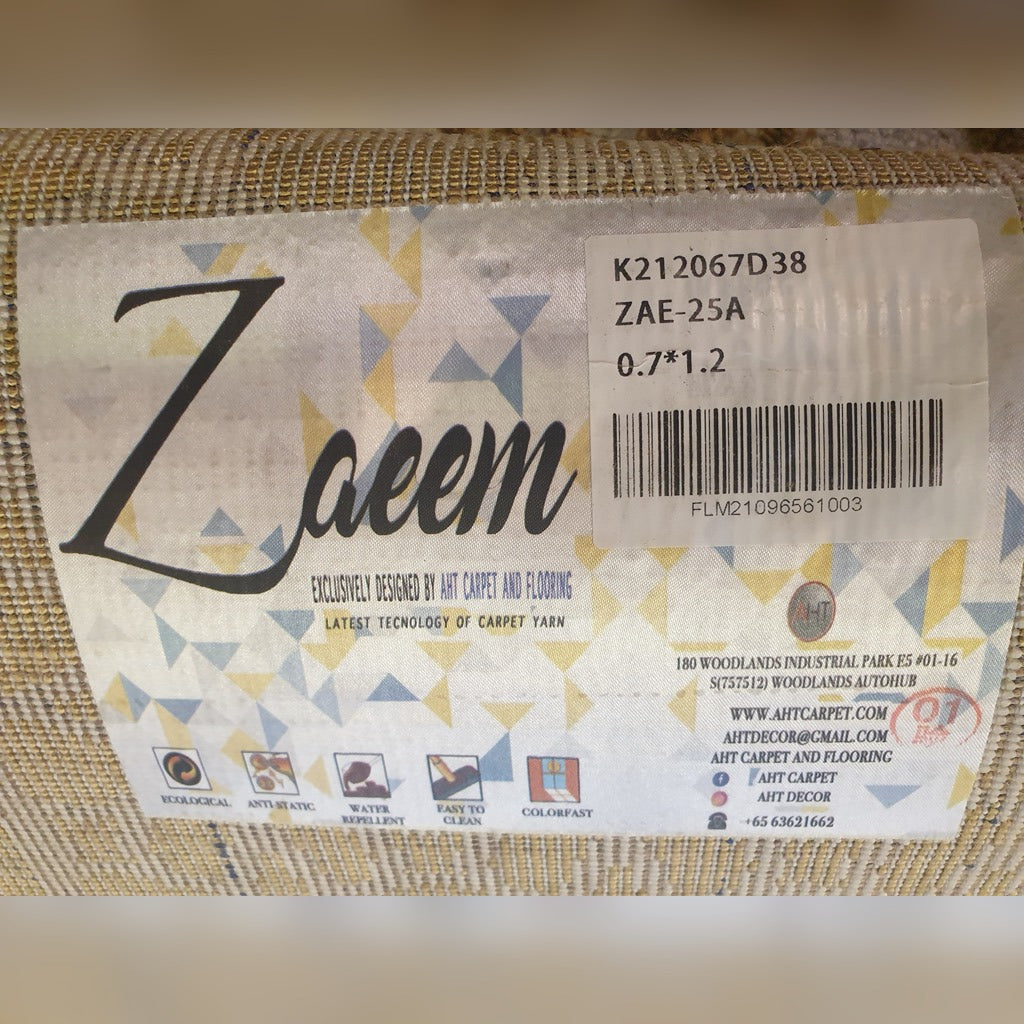 Zaeem
EXCLUSIVELY DESIGNED BY AHT CARPET AND FLOORING
LATEST TECNOLOGY OF CARPET YARN
ECOLOGICAL
ANTI-STATIC
WATER
REPELLENT
EASY TO
CLEAN
COLORFAST
K212067D38
ZAE-25A
0.7*1.2
FLM21096561003
AHT
180 WOODLANDS INDUSTRIAL PARK E5 #01-16
S(757512) WOODLANDS AUTOHUB
WWW.AHTCARPET.COM
AHTDECOR@GMAIL.COM
AHT CARPET AND FLOORING
AHT CARPET
AHT DECOR
+65 63621662